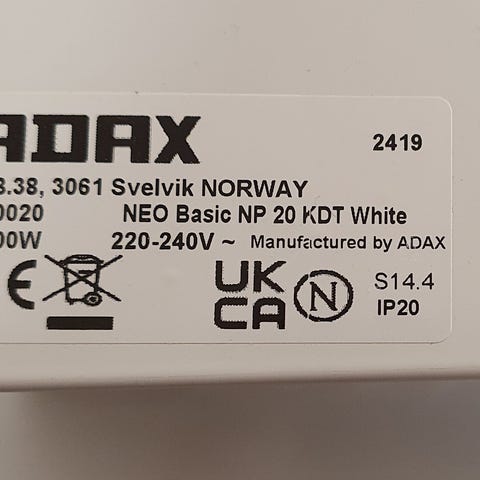 ADAX
2419
3.38, 3061 Svelvik NORWAY
0020 NEO Basic NP 20 KDT White
00W 220-240V ~ Manufactured by ADAX
CE UK CA N S14.4
IP20